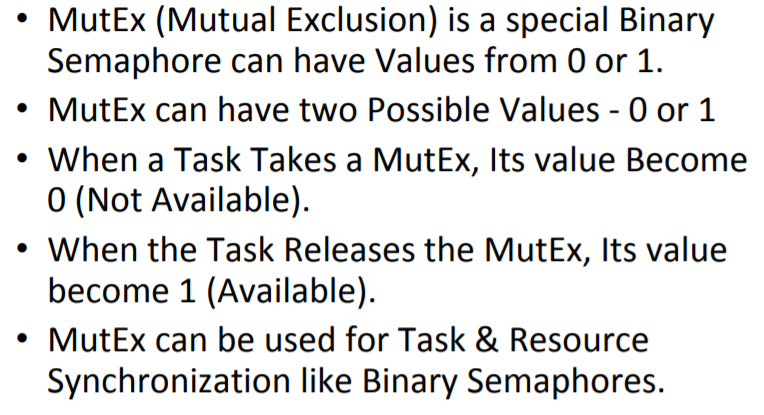 • MutEx (Mutual Exclusion) is a special Binary
Semaphore can have Values from 0 or 1.
• MutEx can have two Possible Values - 0 or 1
• When a Task Takes a MutEx, Its value Become
0 (Not Available).
• When the Task Releases the MutEx, Its value
become 1 (Available).
• MutEx can be used for Task & Resource
Synchronization like Binary Semaphores.